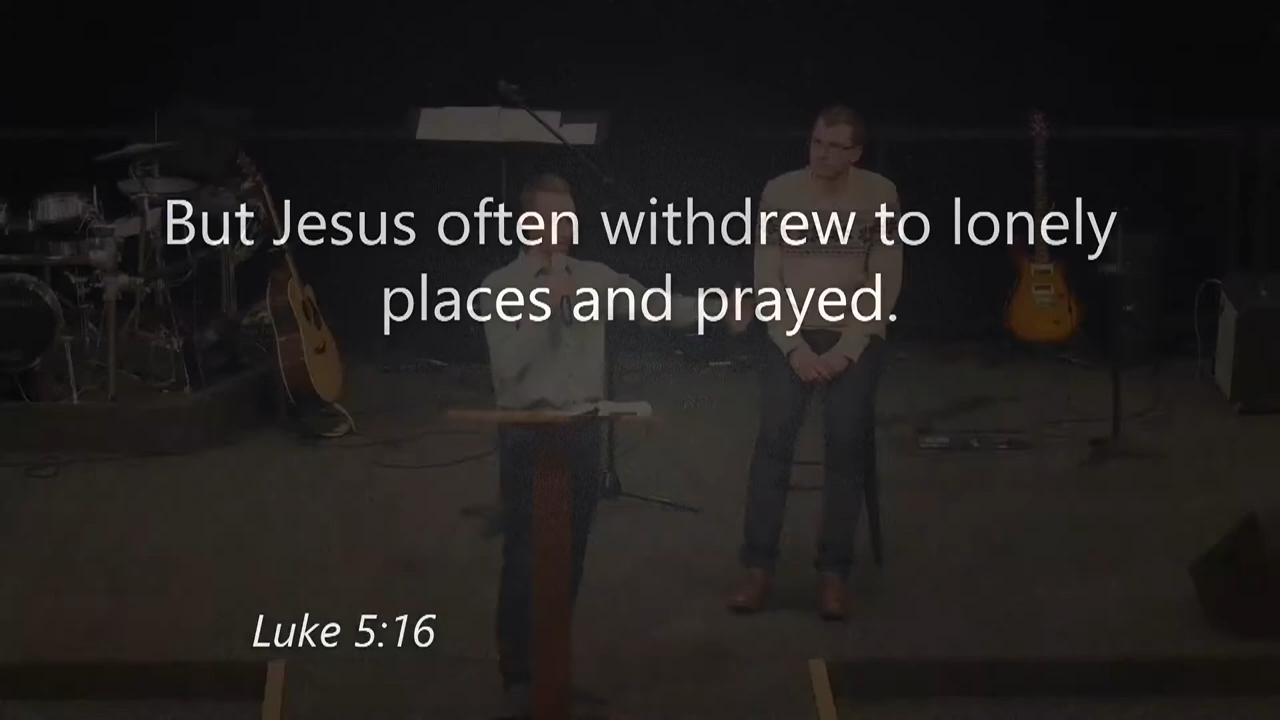 But Jesus often withdrew to lonely
places and prayed.
Luke 5:16